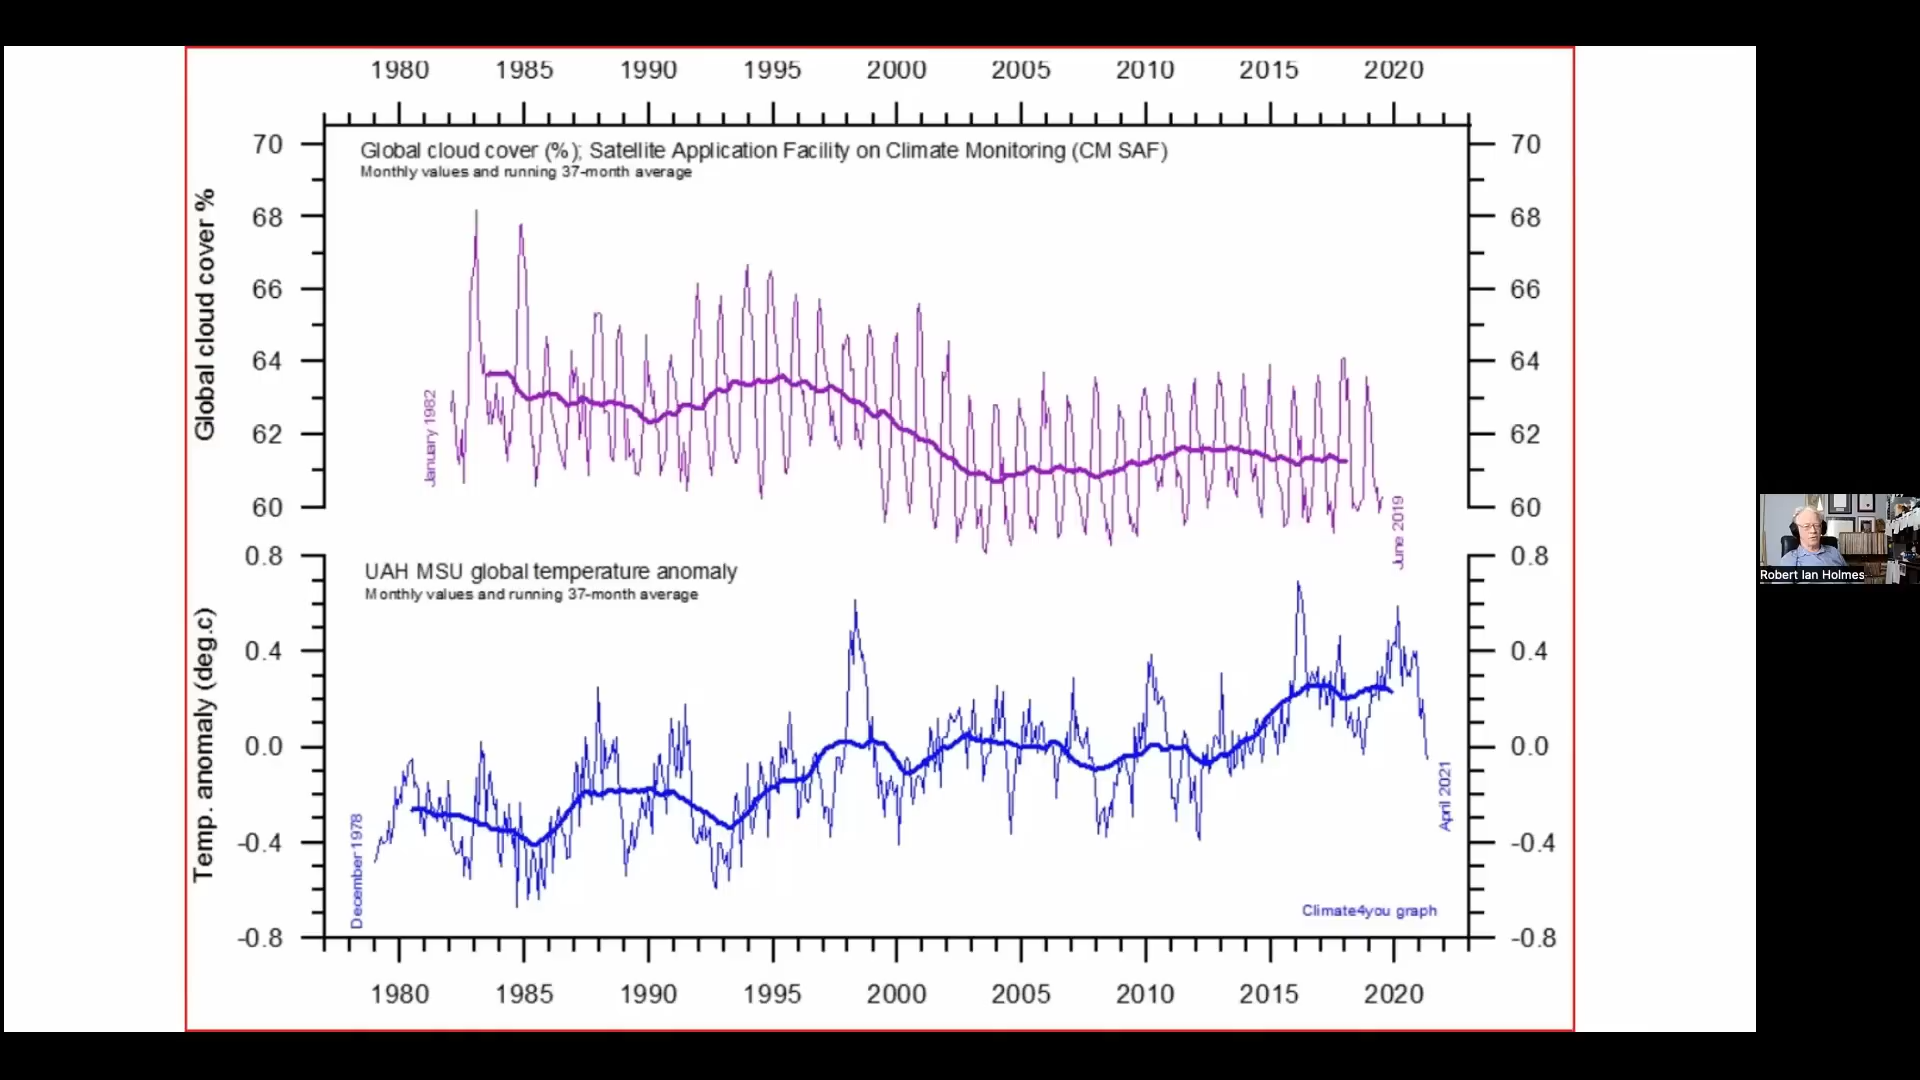 1980 1985 1990 1995 2000 2005 2010 2015 2020
Global cloud cover (%); Satellite Application Facility on Climate Monitoring (CM SAF)
Monthly values and running 37-month average
Global cloud cover %
70 70
68 68
66 66
64 64
62 62
60 60
January 1982
June 2019
UAH MSU global temperature anomaly
Monthly values and running 37-month average
Temp. anomaly (deg.c)
0.8 0.8
0.4 0.4
0.0 0.0
-0.4 -0.4
-0.8 -0.8
December 1978
April 2021
Climate4you graph
1980 1985 1990 1995 2000 2005 2010 2015 2020
Robert Ian Holmes